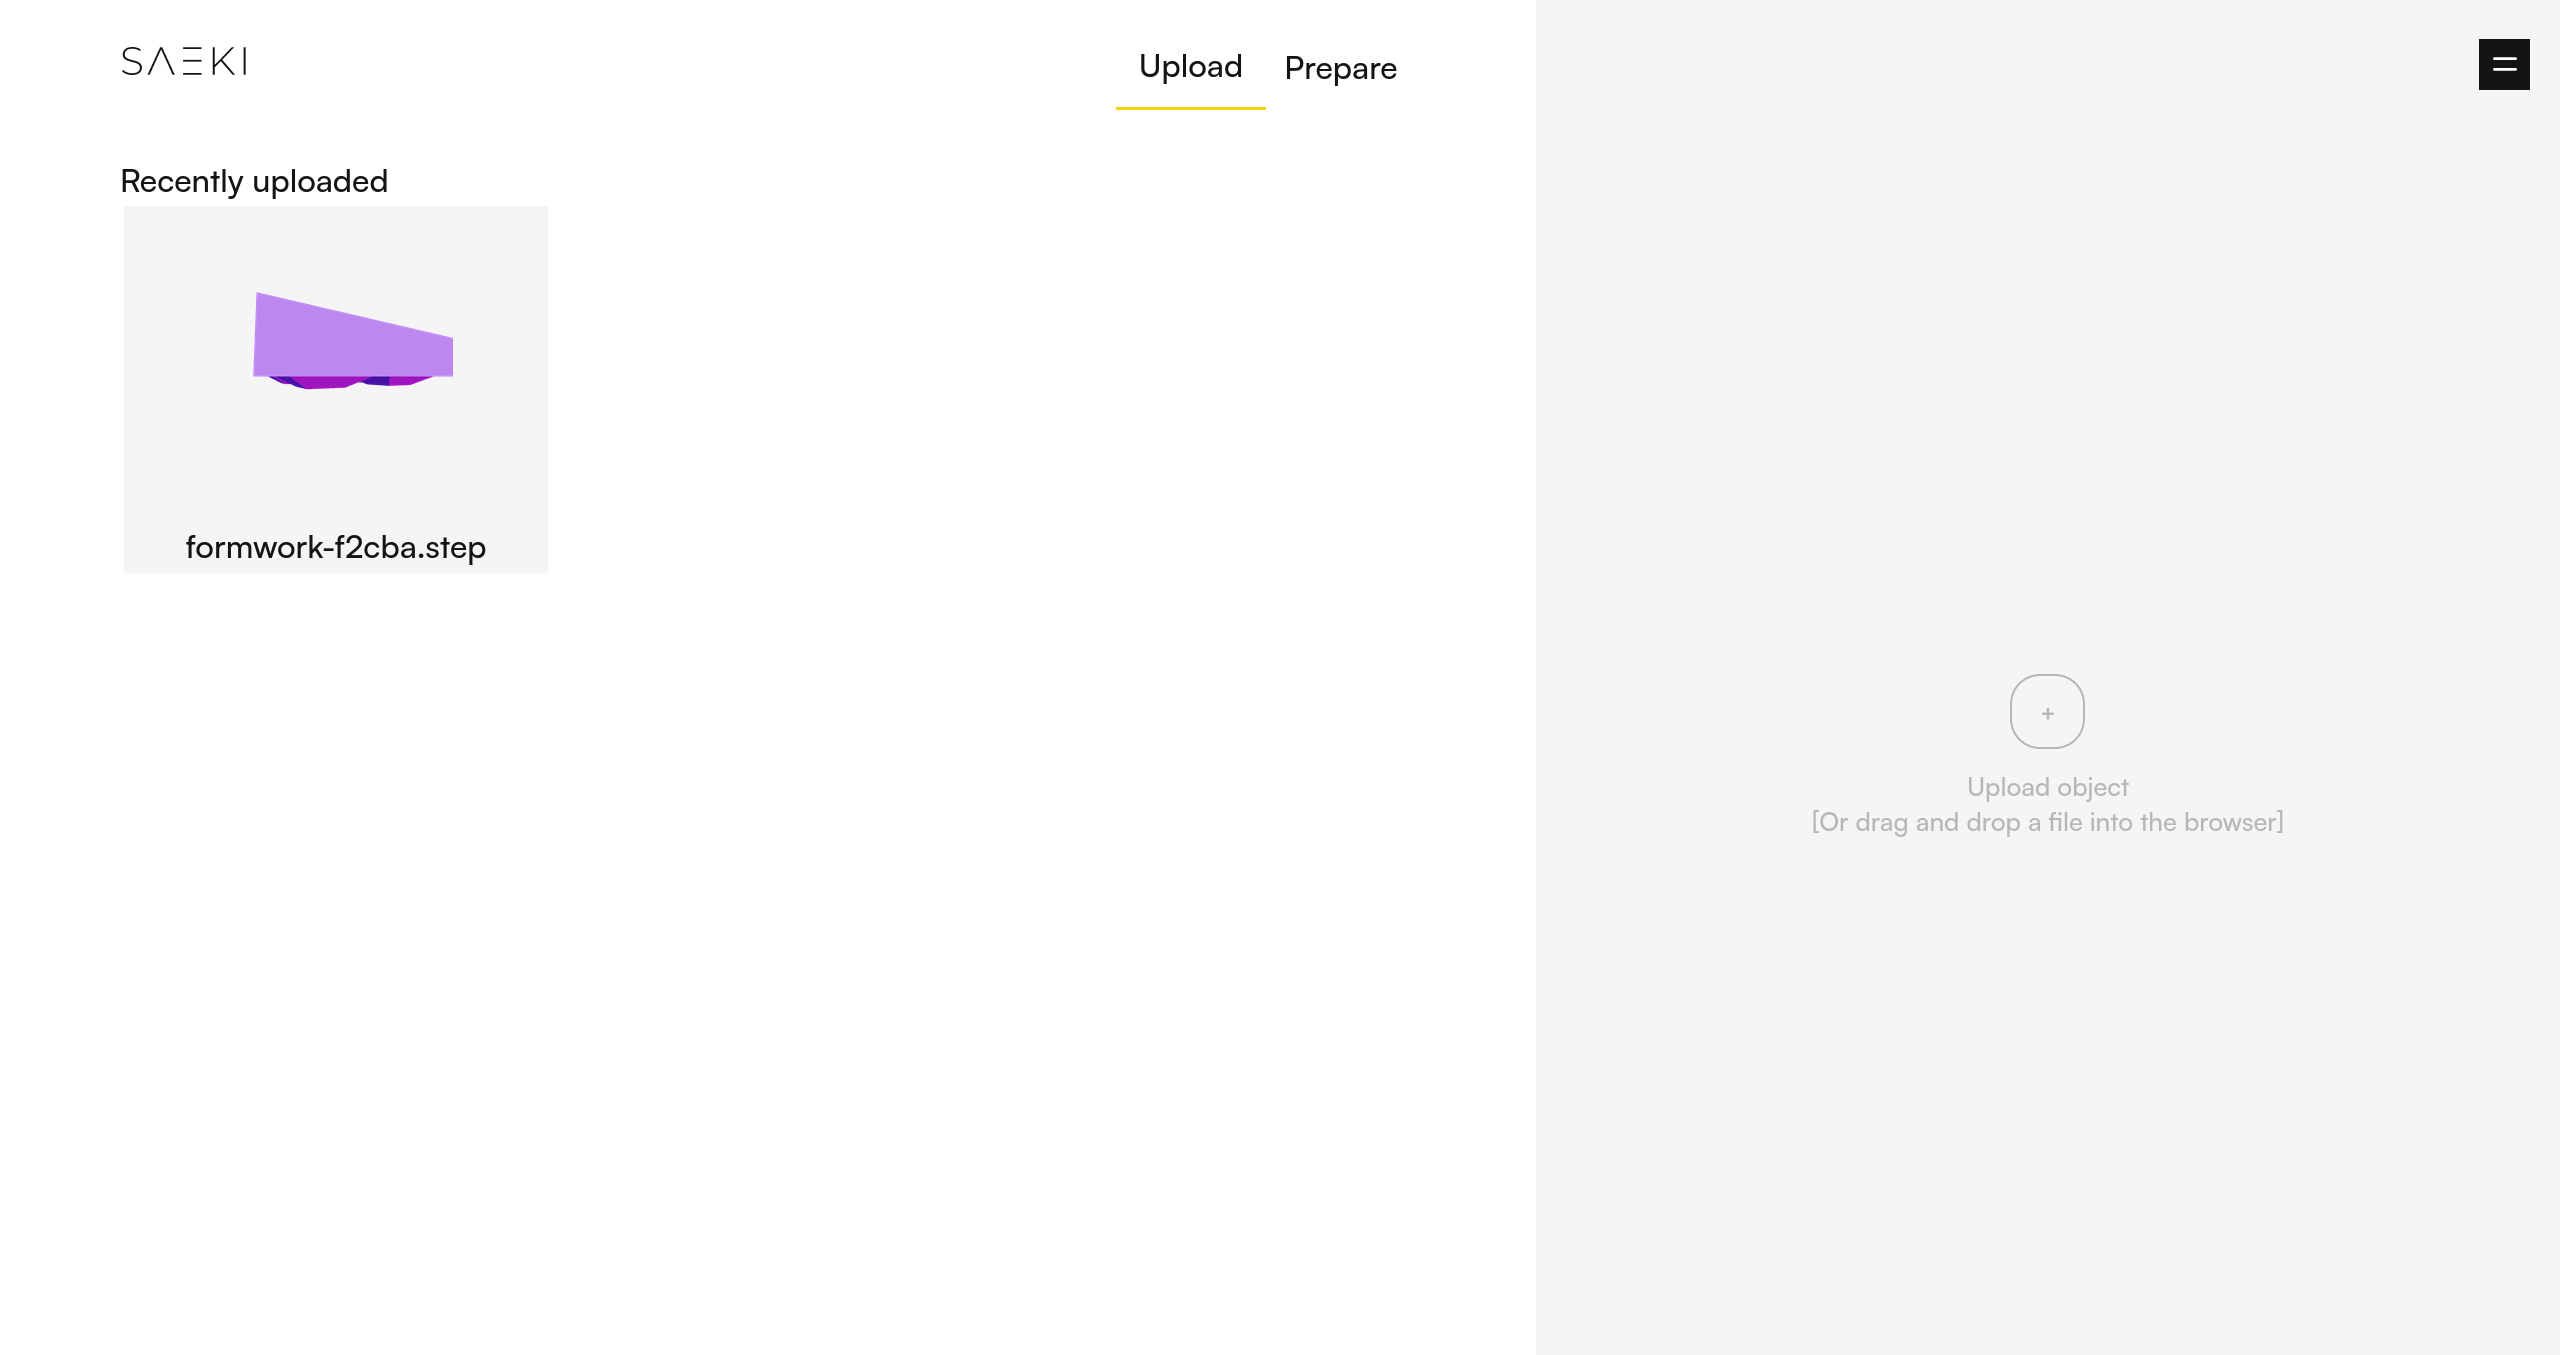 SAEKI
Upload
Prepare
Recently uploaded
formwork-f2cba.step
+
Upload object
[Or drag and drop a file into the browser]